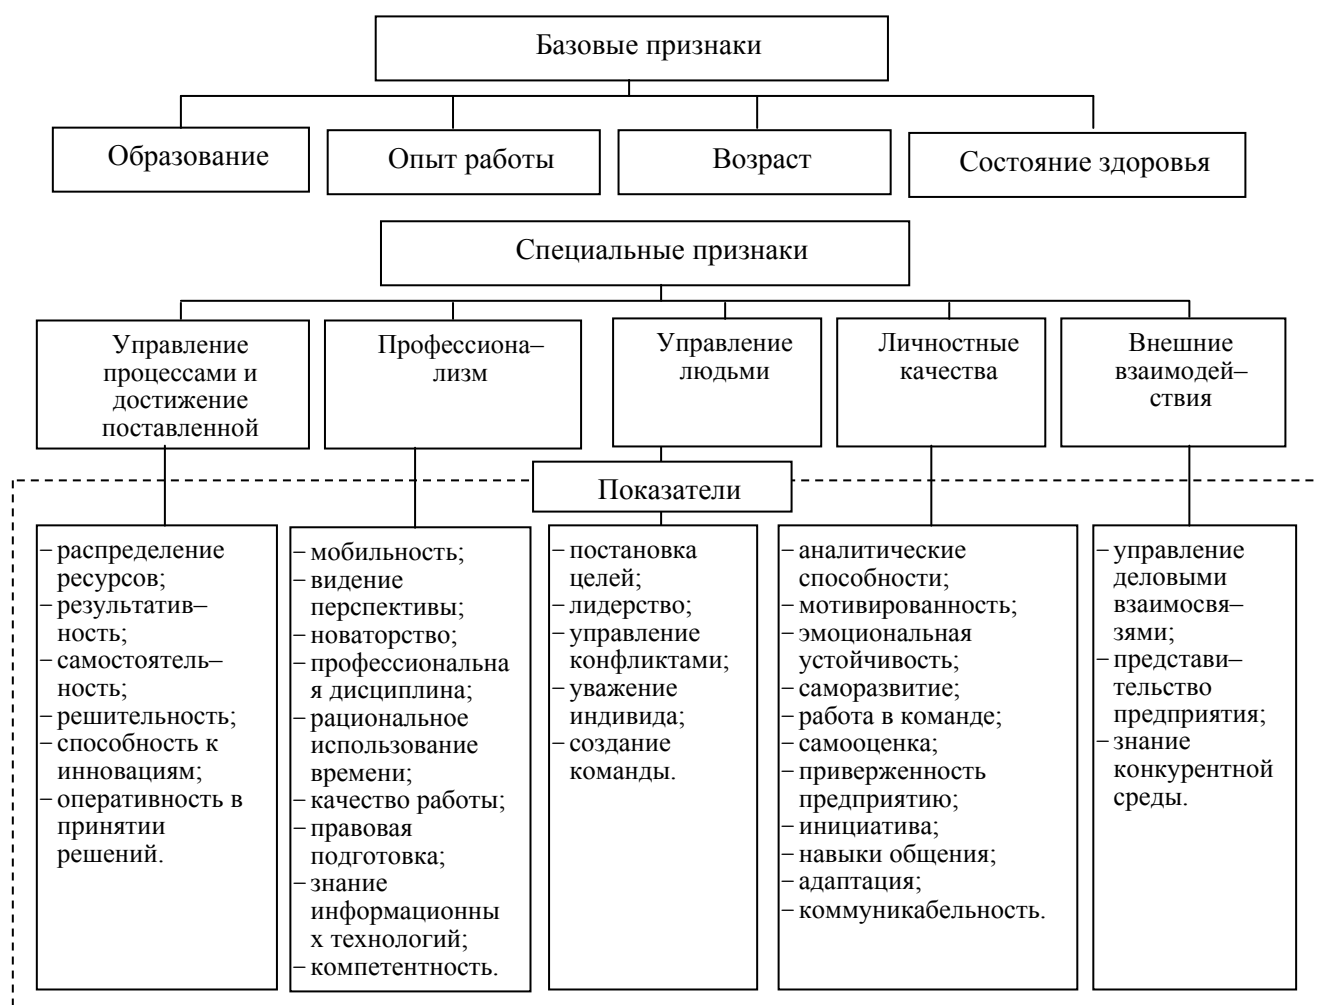 Базовые признаки
Образование
Опыт работы
Возраст
Состояние здоровья
Специальные признаки
Управление
процессами и
достижение
поставленной
Профессиона–
лизм
Управление
людьми
Личностные
качества
Внешние
взаимодей–
ствия
Показатели
– распределение
ресурсов;
– результатив–
ность;
– самостоятель–
ность;
– решительность;
– способность к
инновациям;
– оперативность в
принятии
решений.
– мобильность;
– видение
перспективы;
– новаторство;
– профессиональна
я дисциплина;
– рациональное
использование
времени;
– качество работы;
– правовая
подготовка;
– знание
информационны
х технологий;
– компетентность.
– постановка
целей;
– лидерство;
– управление
конфликтами;
– уважение
индивида;
– создание
команды.
– аналитические
способности;
– мотивированность;
– эмоциональная
устойчивость;
– саморазвитие;
– работа в команде;
– самооценка;
– приверженность
предприятию;
– инициатива;
– навыки общения;
– адаптация;
– коммуникабельность.
– управление
деловыми
взаимосвя–
зями;
– представи–
тельство
предприятия;
– знание
конкурентной
среды.